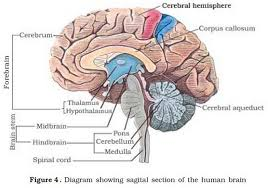 Cerebral hemisphere
Cerebrum
Corpus callosum
Forebrain
Thalamus
Hypothalamus
Cerebral aqueduct
Brain stem
Midbrain
Hindbrain
Pons
Cerebellum
Medulla
Spinal cord
Figure 4. Diagram showing sagital section of the human brain